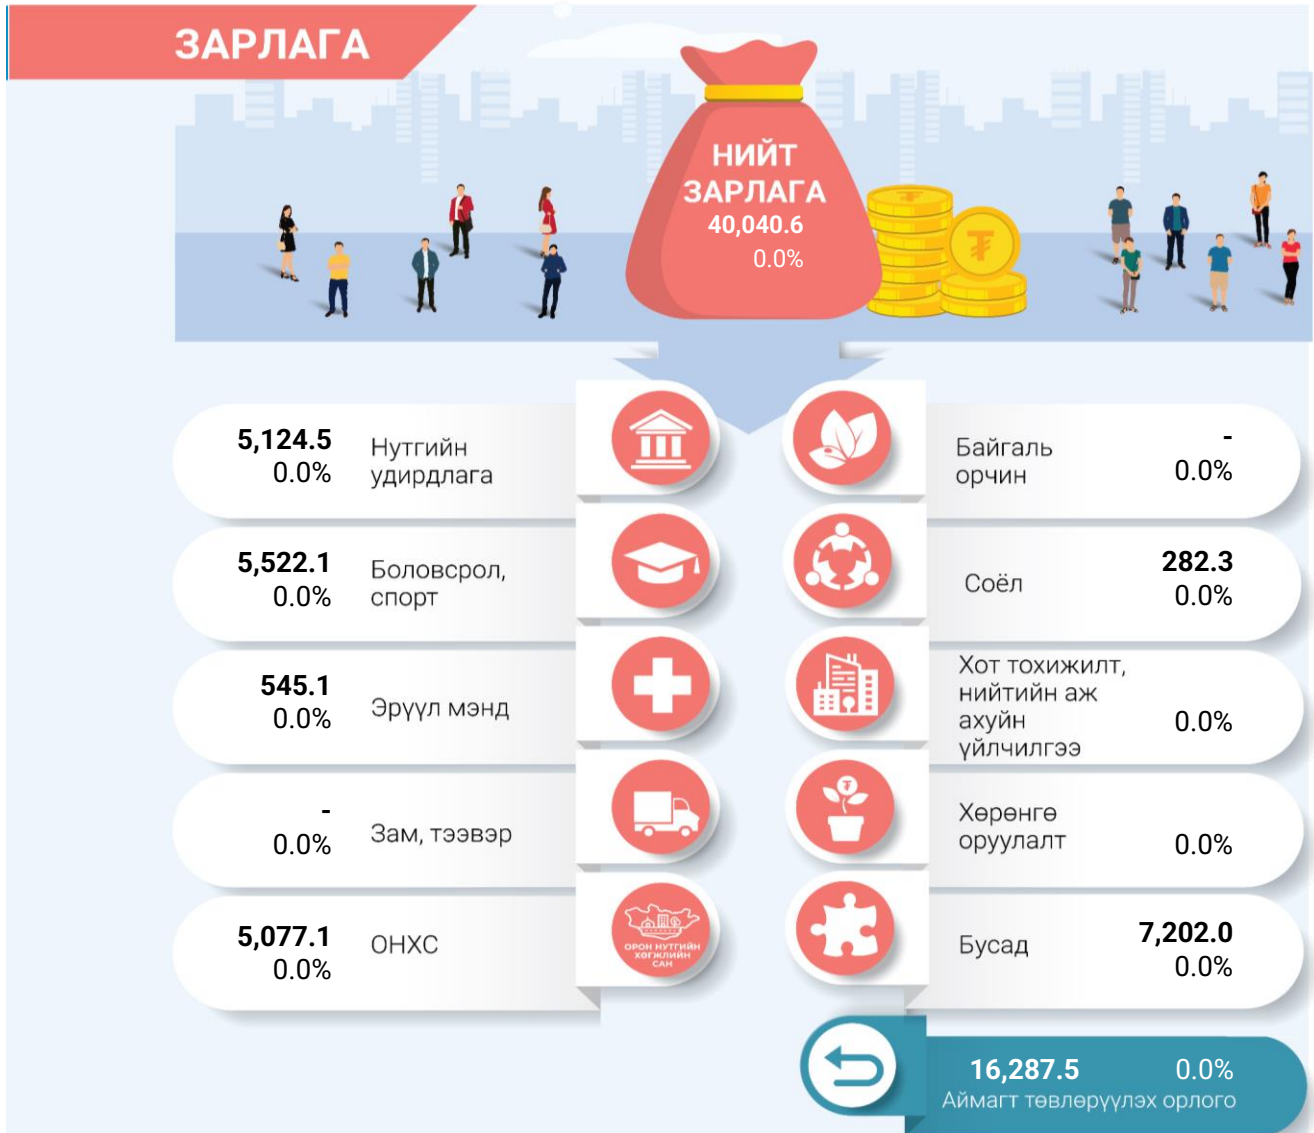 ЗАРЛАГА
НИЙТ
ЗАРЛАГА
40,040.6
0.0%
₮
₮
5,124.5
0.0%
Нутгийн
удирдлага
5,522.1
0.0%
Боловсрол,
спорт
545.1
0.0%
Эрүүл мэнд
-
0.0%
Зам, тээвэр
5,077.1
0.0%
ОНХС
ОРОН НУТГИЙН
ХӨГЖЛИЙН
САН
Байгаль
орчин
-
0.0%
Соёл
282.3
0.0%
Хот тохижилт,
нийтийн аж
ахуйн
үйлчилгээ
0.0%
₮
Хөрөнгө
оруулалт
0.0%
Бусад
7,202.0
0.0%
16,287.5 0.0%
Аймагт төвлөрүүлэх орлого